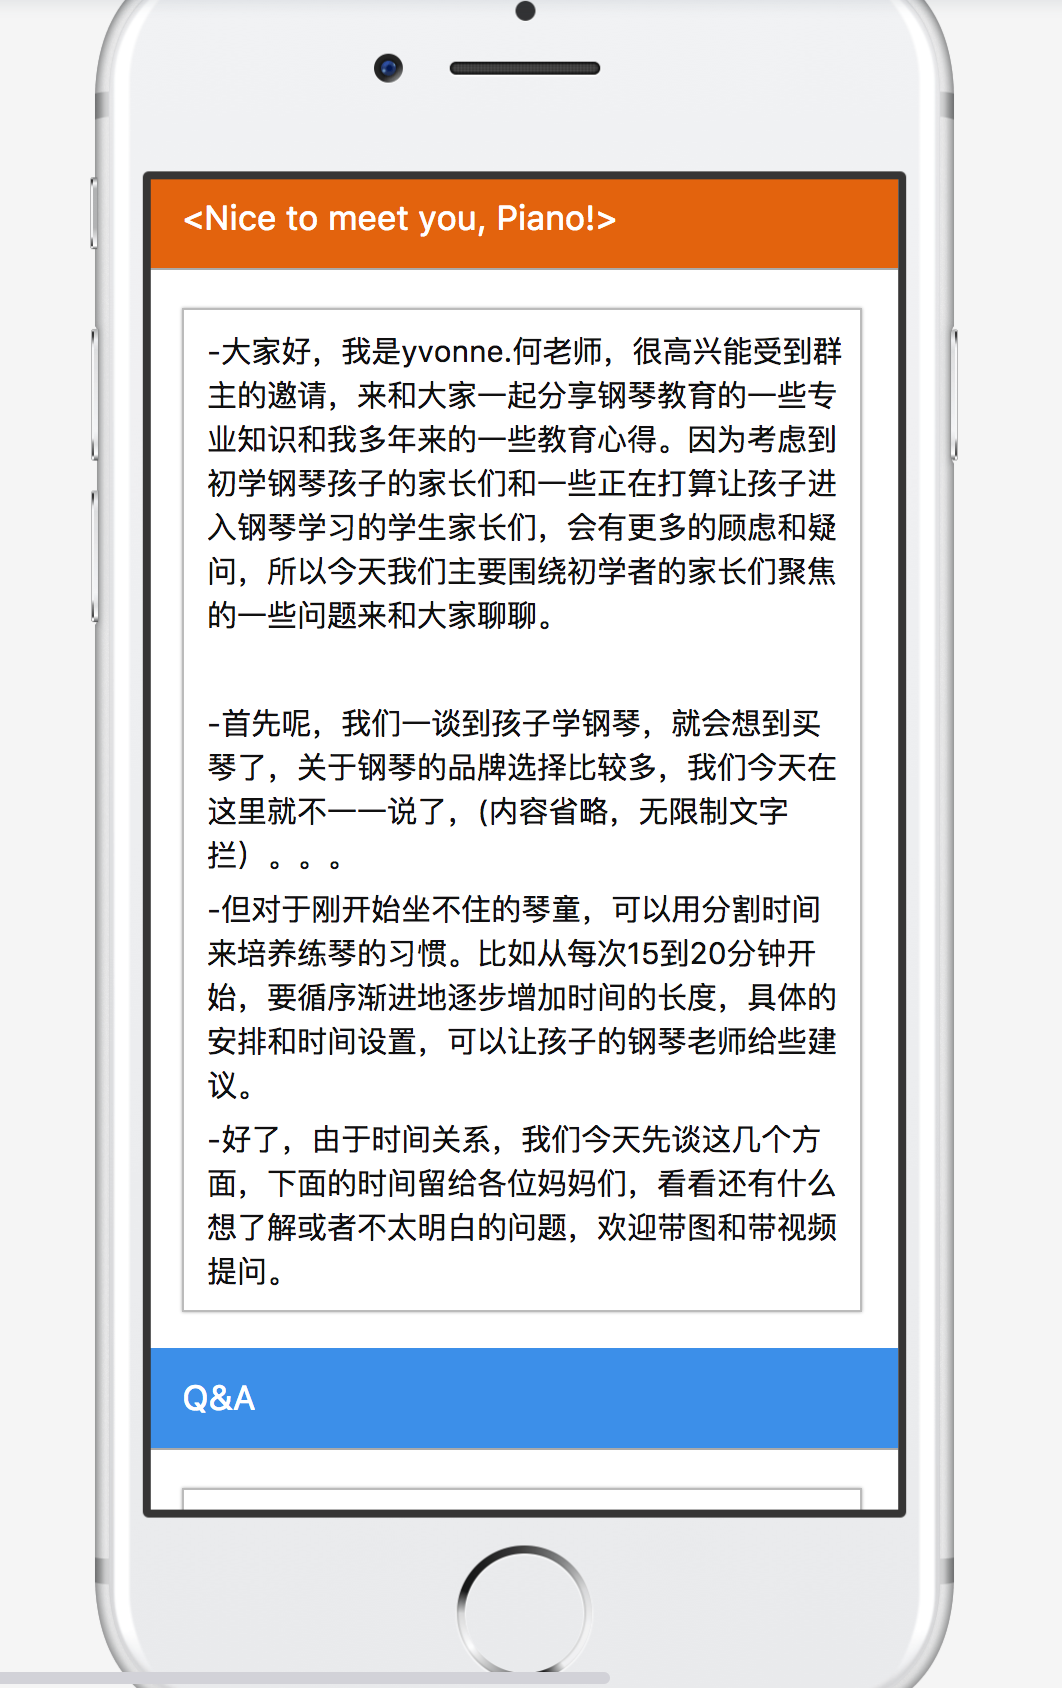 <Nice to meet you, Piano!>
-大家好，我是yvonne.何老师，很高兴能受到群
主的邀请，来和大家一起分享钢琴教育的一些专
业知识和我多年来的一些教育心得。因为考虑到
初学钢琴孩子的家长们和一些正在打算让孩子进
入钢琴学习的学生家长们，会有更多的顾虑和疑
问，所以今天我们主要围绕初学者的家长们聚焦
的一些问题来和大家聊聊。
-首先呢，我们一谈到孩子学钢琴，就会想到买
琴了，关于钢琴的品牌选择比较多，我们今天在
这里就不一一说了，(内容省略，无限制文字
拦）。。。
-但对于刚开始坐不住的琴童，可以用分割时间
来培养练琴的习惯。比如从每次15到20分钟开
始，要循序渐进地逐步增加时间的长度，具体的
安排和时间设置，可以让孩子的钢琴老师给些建
议。
-好了，由于时间关系，我们今天先谈这几个方
面，下面的时间留给各位妈妈们，看看还有什么
想了解或者不太明白的问题，欢迎带图和带视频
提问。
Q&A